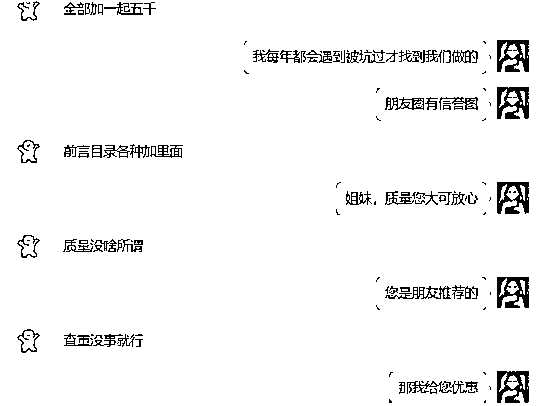 全部加一起五千
我每年都会遇到被坑过才找到我们做的
朋友圈有信誉图
前言目录各种加里面
姐妹，质量您大可放心
质量没啥所谓
您是朋友推荐的
查重没事就行
那我给您优惠